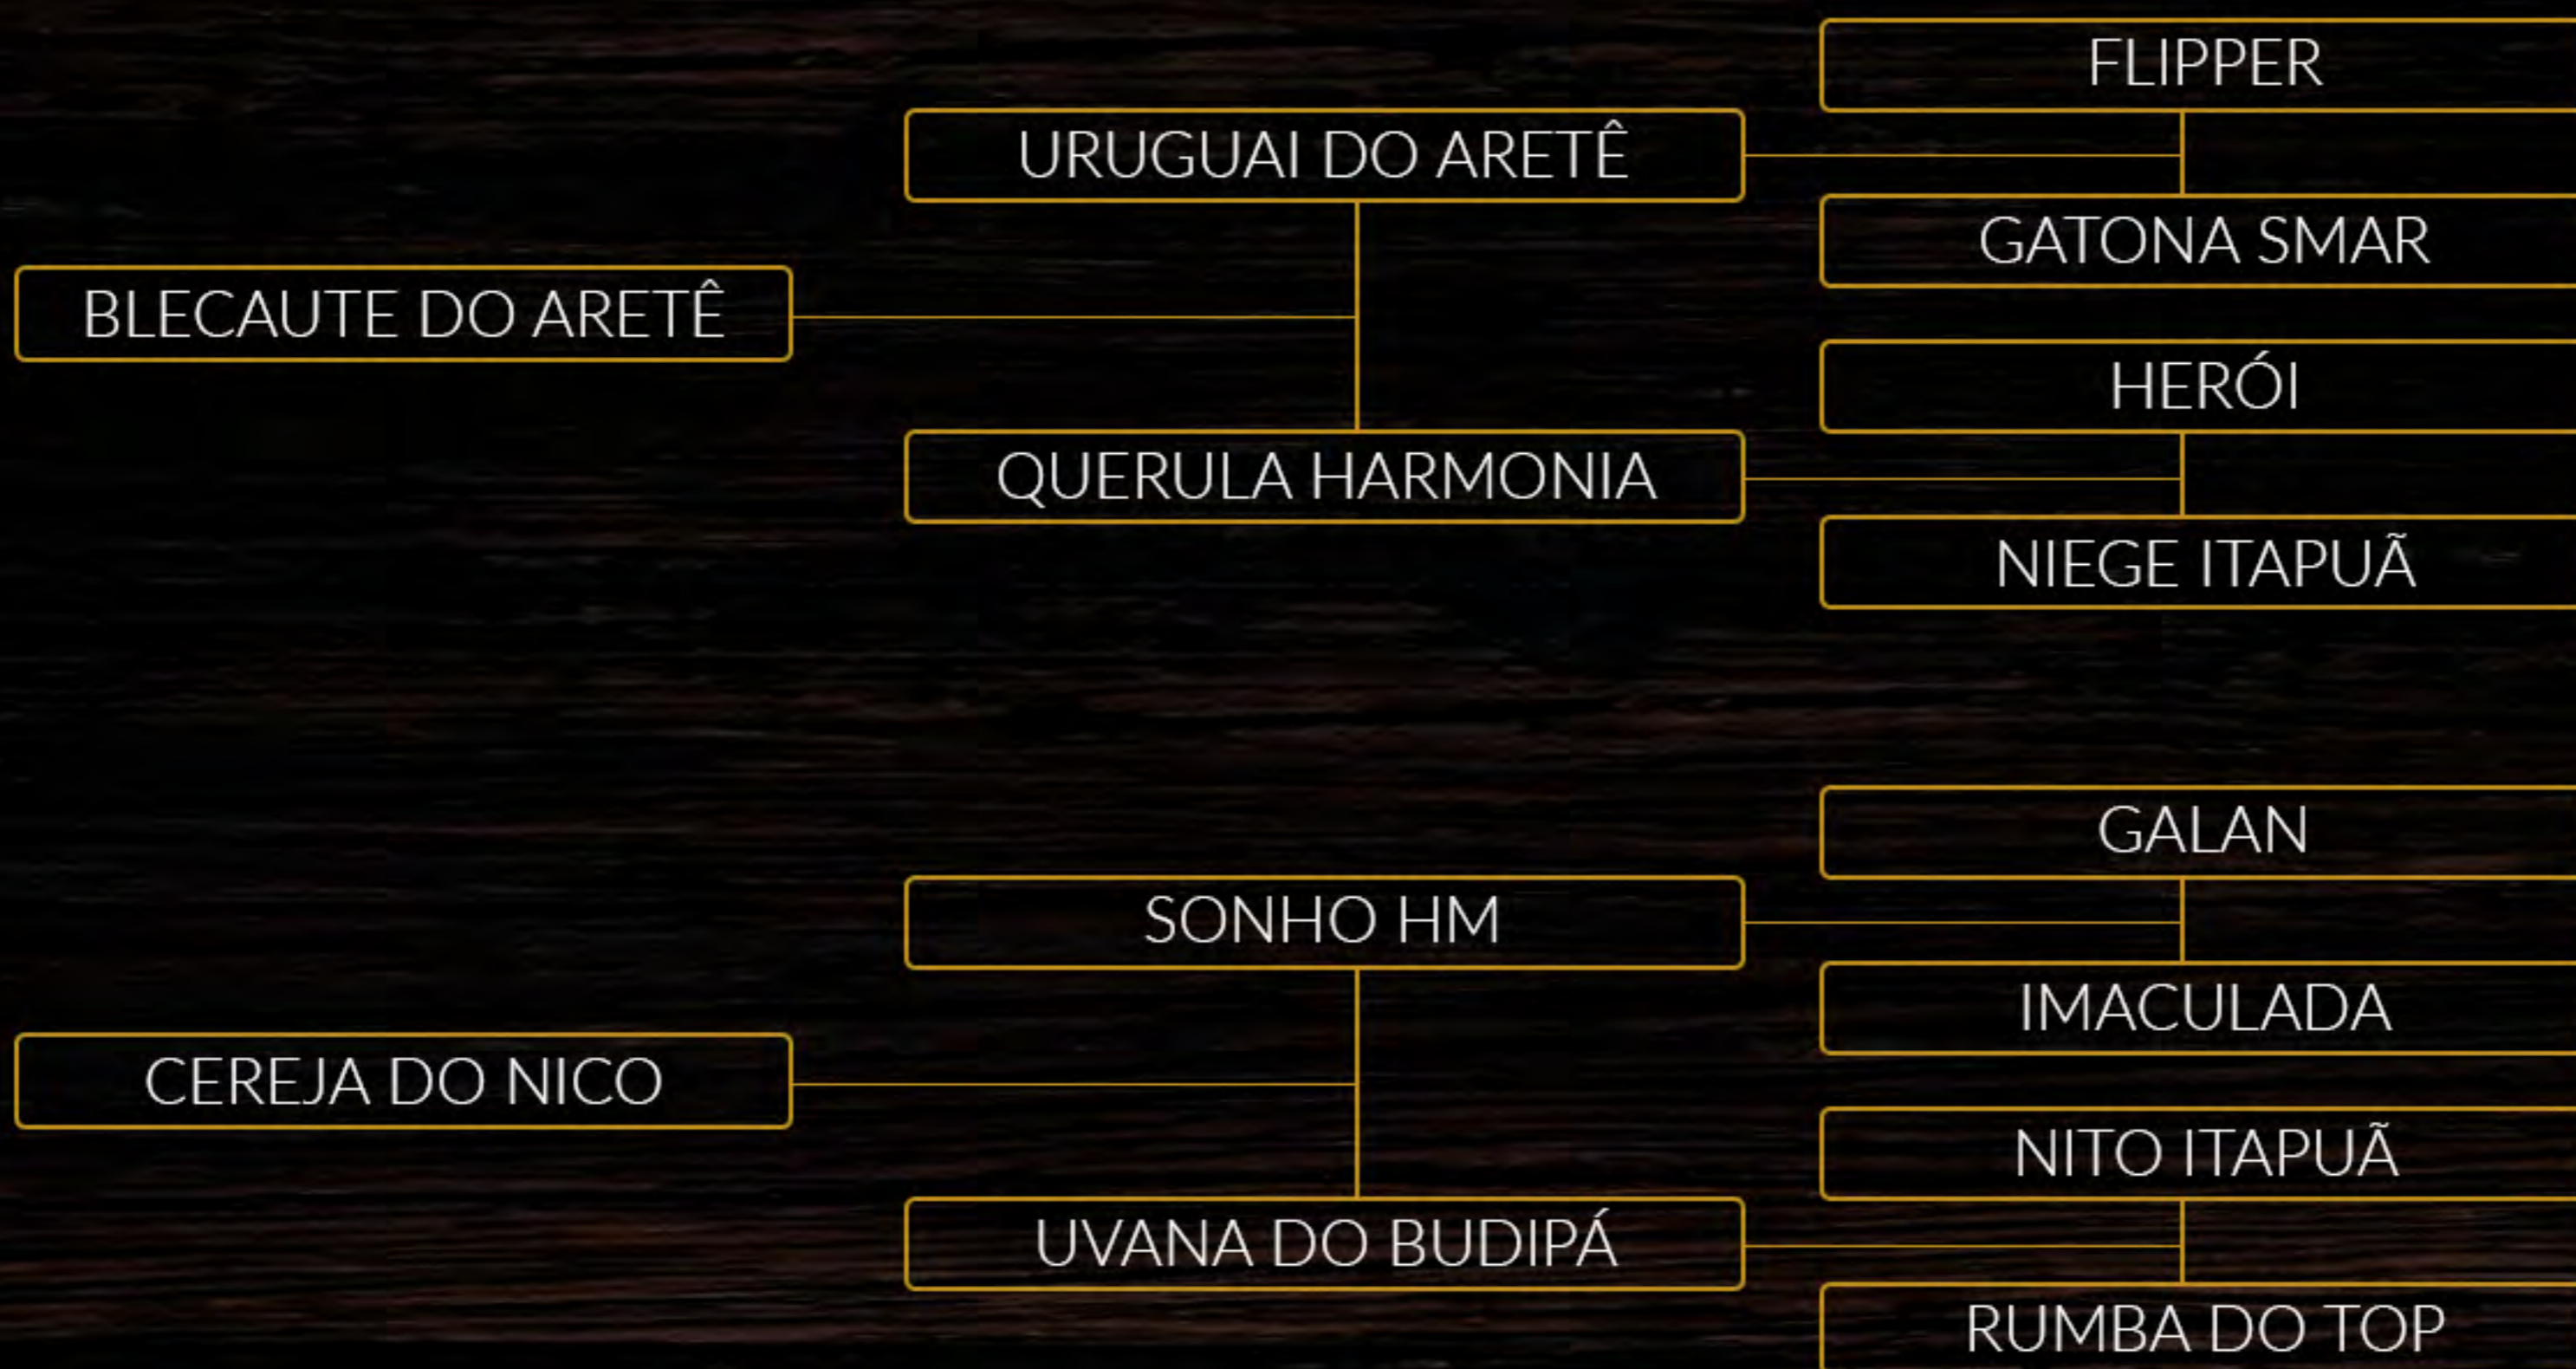 FLIPPER
URUGUAI DO ARETÊ
GATONA SMAR
BLECAUTE DO ARETÊ
HERÓI
QUERULA HARMONIA
NIEGE ITAPUÃ
GALAN
SONHO HM
IMACULADA
CEREJA DO NICO
NITO ITAPUÃ
UVANA DO BUDIPÁ
RUMBA DO TOP